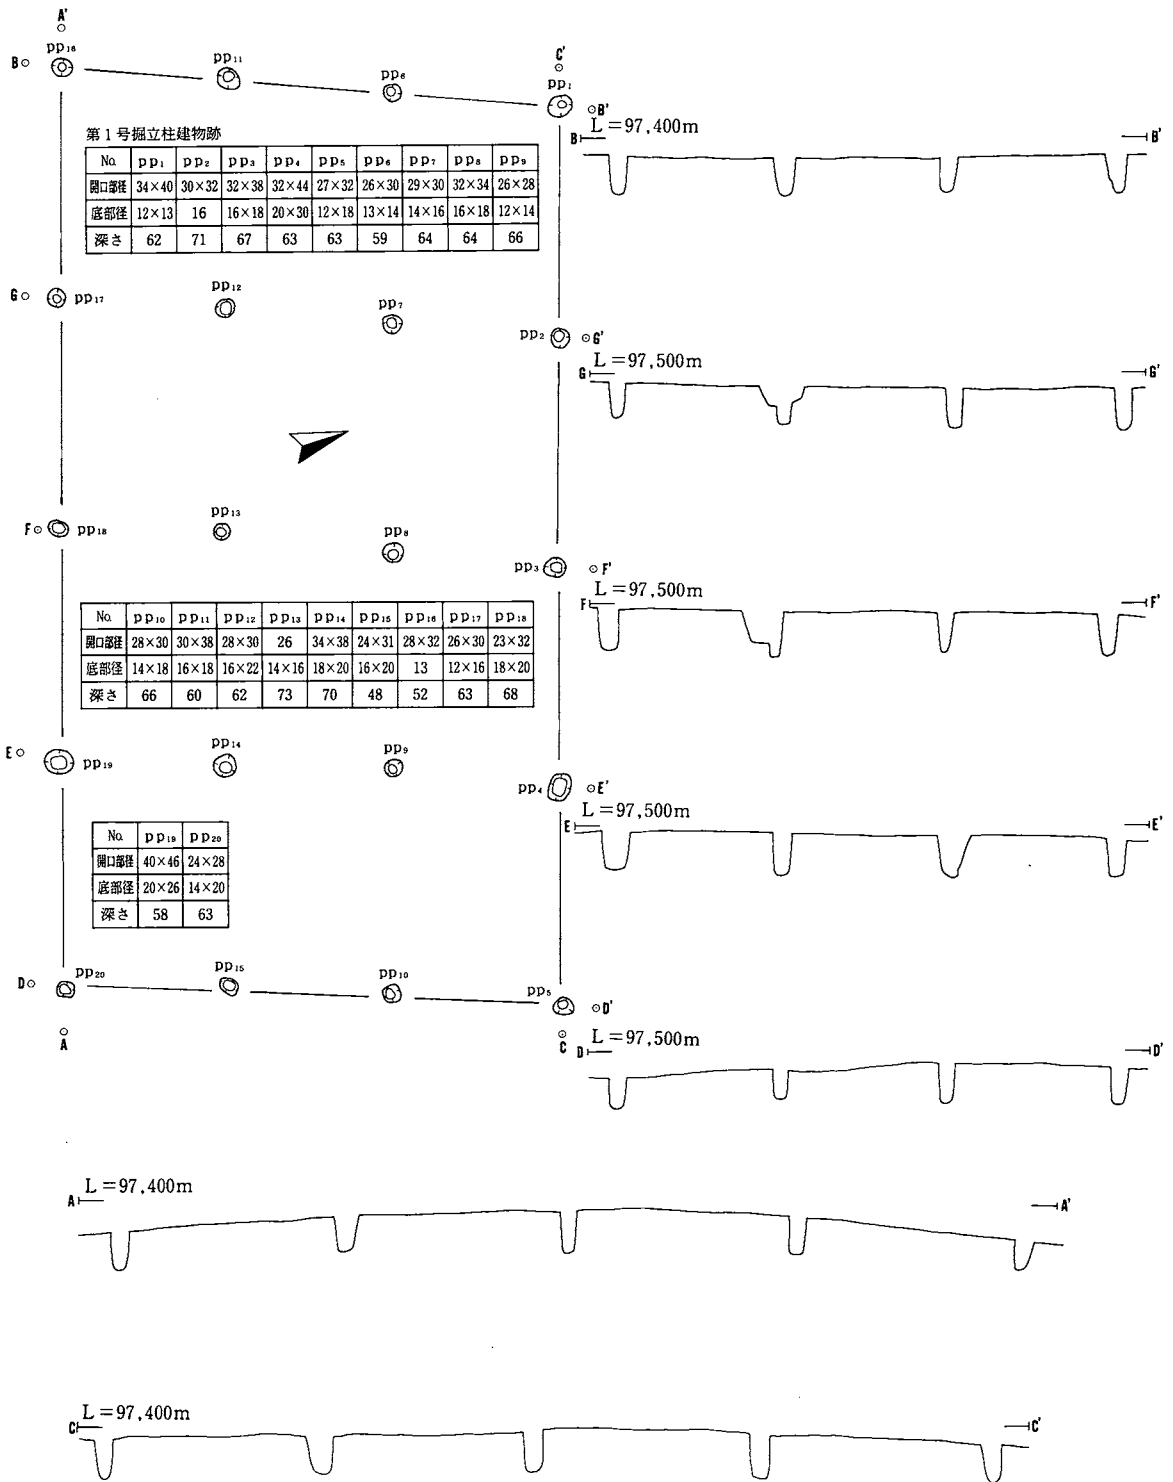 A'
C'
B pp₁₆ pp₁₁ pp₆ pp₁ B'
第1号掘立柱建物跡
No. pp₁ pp₂ pp₃ pp₄ pp₅ pp₆ pp₇ pp₈ pp₉
開口部径 34×40 30×32 32×38 32×44 27×32 26×30 29×30 32×34 26×28
底部径 12×13 16 16×18 20×30 12×18 13×14 14×16 16×18 12×14
深さ 62 71 67 63 63 59 64 64 66
B L=97,400m B'
G pp₁₇ pp₁₂ pp₇ pp₂ G'
G L=97,500m G'
F pp₁₈ pp₁₃ pp₈ pp₃ F'
F L=97,500m F'
No. pp₁₀ pp₁₁ pp₁₂ pp₁₃ pp₁₄ pp₁₅ pp₁₆ pp₁₇ pp₁₈
開口部径 28×30 30×38 28×30 26 34×38 24×31 28×32 26×30 23×32
底部径 14×18 16×18 16×22 14×16 18×20 16×20 13 12×16 18×20
深さ 66 60 62 73 70 48 52 63 68
E pp₁₉ pp₁₄ pp₉ pp₄ E'
E L=97,500m E'
No. pp₁₉ pp₂₀
開口部径 40×46 24×28
底部径 20×26 14×20
深さ 58 63
D pp₂₀ pp₁₅ pp₁₀ pp₅ D'
A C
D L=97,500m D'
A L=97,400m A'
C L=97,400m C'